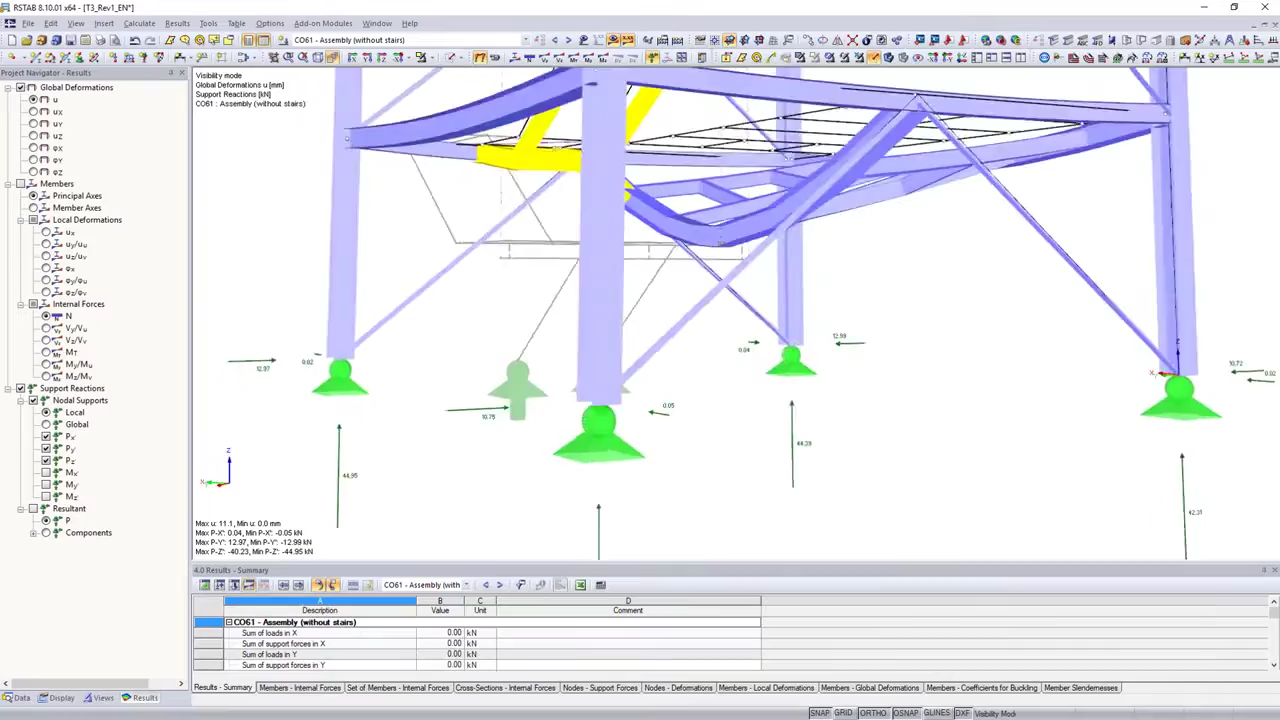 RSTAB 8.10.01 x64 - [T3_Rev1_EN*]
File Edit View Insert Calculate Results Tools Table Options Add-on Modules Window Help
CO61 - Assembly (without stairs)
Project Navigator - Results
Global Deformations
u
ux
uY
uz
φx
φY
φz
Members
Principal Axes
Member Axes
Local Deformations
ux
uy/uu
uz/uv
φx
φy/φu
φz/φv
Internal Forces
N
Vy/Vu
Vz/Vv
MT
My/Mu
Mz/Mv
Support Reactions
Nodal Supports
Local
Global
Px'
Py'
Pz'
Mx'
My'
Mz'
Resultant
P
Components
Data Display Views Results
Visibility mode
Global Deformations u [mm]
Support Reactions [kN]
CO61 : Assembly (without stairs)
12.97
0.02
10.75
0.05
0.04
12.99
10.72
0.02
44.95
44.39
42.31
X
Z
X
Z
Max u: 11.1, Min u: 0.0 mm
Max P-X': 0.04, Min P-X': -0.05 kN
Max P-Y': 12.97, Min P-Y': -12.99 kN
Max P-Z': -40.23, Min P-Z': -44.95 kN
4.0 Results - Summary
CO61 - Assembly (with
A B C D
Description Value Unit Comment
CO61 - Assembly (without stairs)
Sum of loads in X 0.00 kN
Sum of support forces in X 0.00 kN
Sum of loads in Y 0.00 kN
Sum of support forces in Y 0.00 kN
Results - Summary Members - Internal Forces Set of Members - Internal Forces Cross-Sections - Internal Forces Nodes - Support Forces Nodes - Deformations Members - Local Deformations Members - Global Deformations Members - Coefficients for Buckling Member Slendernesses
SNAP GRID ORTHO OSNAP GLINES DXF Visibility Mod